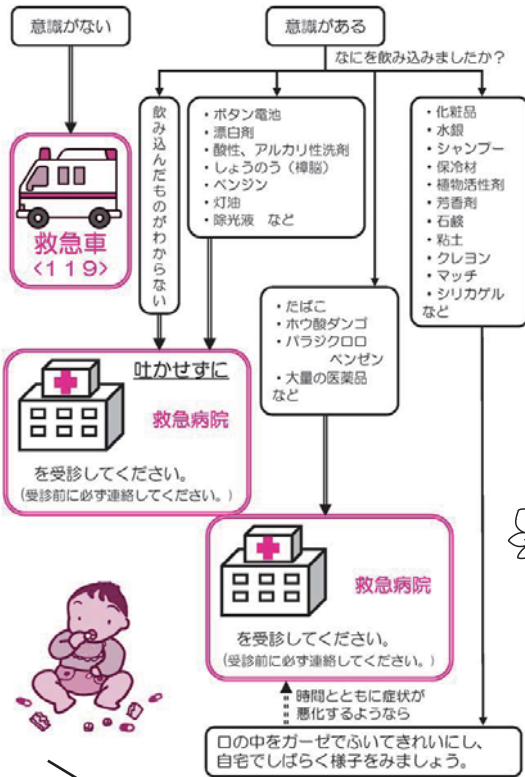 意識がない
意識がある
なにを飲み込みましたか？
飲み込んだものがわからない
・ボタン電池
・漂白剤
・酸性、アルカリ性洗剤
・しょうのう（樟脳）
・ベンジン
・灯油
・除光液　など
・化粧品
・水銀
・シャンプー
・保冷材
・植物活性剤
・芳香剤
・石鹸
・粘土
・クレヨン
・マッチ
・シリカゲル
など
救急車
<119>
・たばこ
・ホウ酸ダンゴ
・パラジクロロ
ベンゼン
・大量の医薬品
など
吐かせずに
救急病院
を受診してください。
（受診前に必ず連絡してください。）
救急病院
を受診してください。
（受診前に必ず連絡してください。）
時間とともに症状が
悪化するようなら
口の中をガーゼでふいてきれいにし、
自宅でしばらく様子をみましょう。